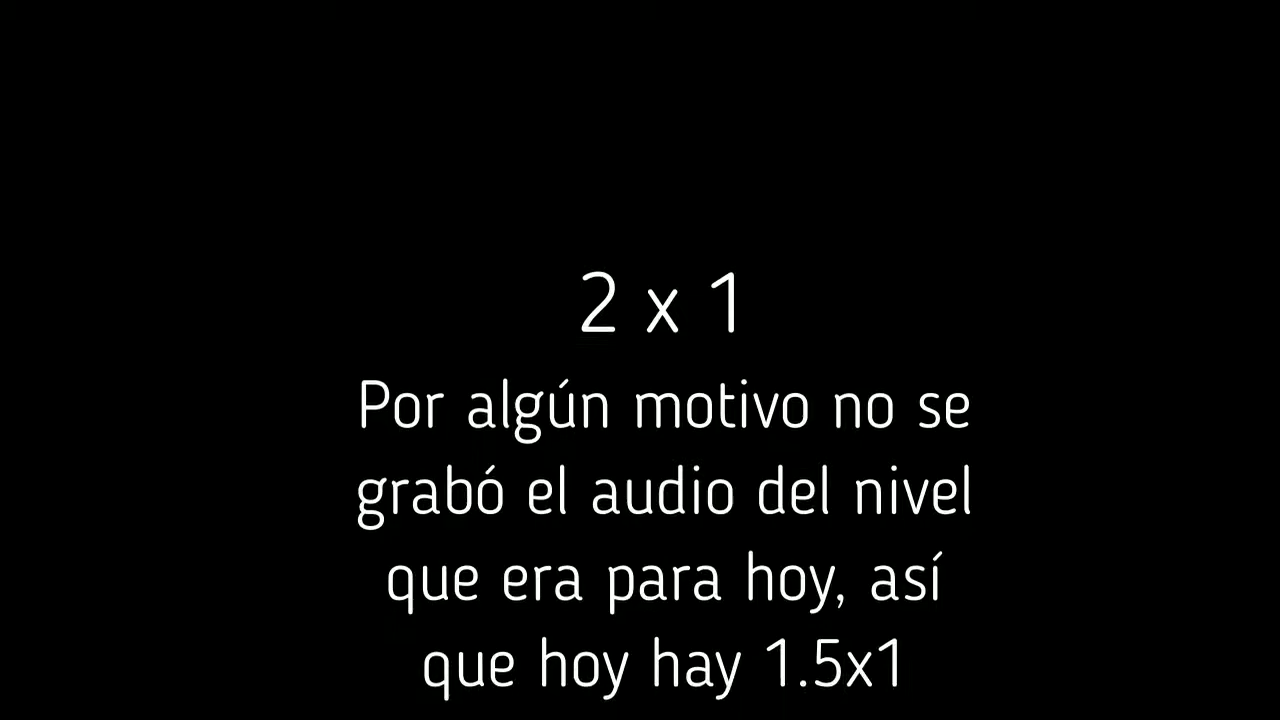 2 x 1
Por algún motivo no se
grabó el audio del nivel
que era para hoy, así
que hoy hay 1.5x1